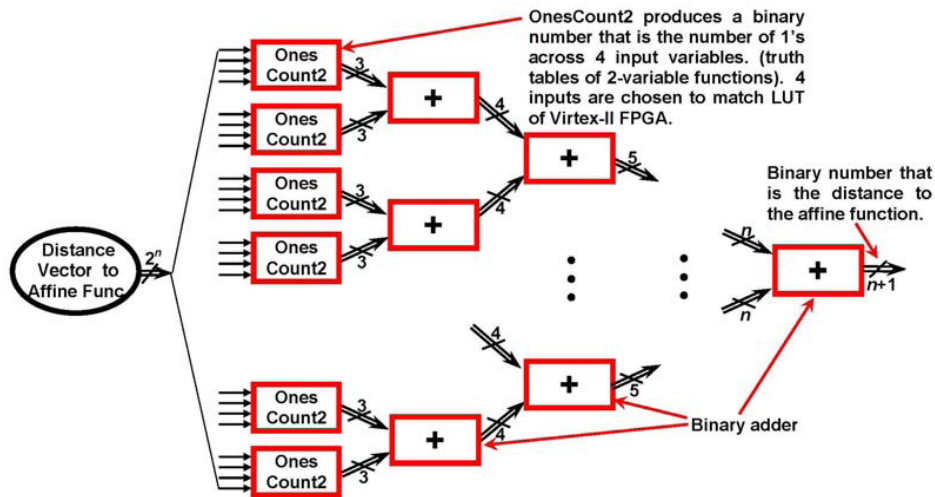 OnesCount2 produces a binary
number that is the number of 1's
across 4 input variables. (truth
tables of 2-variable functions). 4
inputs are chosen to match LUT
of Virtex-II FPGA.
Ones
Count2
3
+
4
Ones
Count2
3
+
5
Ones
Count2
3
+
4
Ones
Count2
3
Binary number that
is the distance to
the affine function.
Distance
Vector to
Affine Func
2^n
n
+
n+1
n
4
+
5
Ones
Count2
3
+
4
Ones
Count2
3
Binary adder